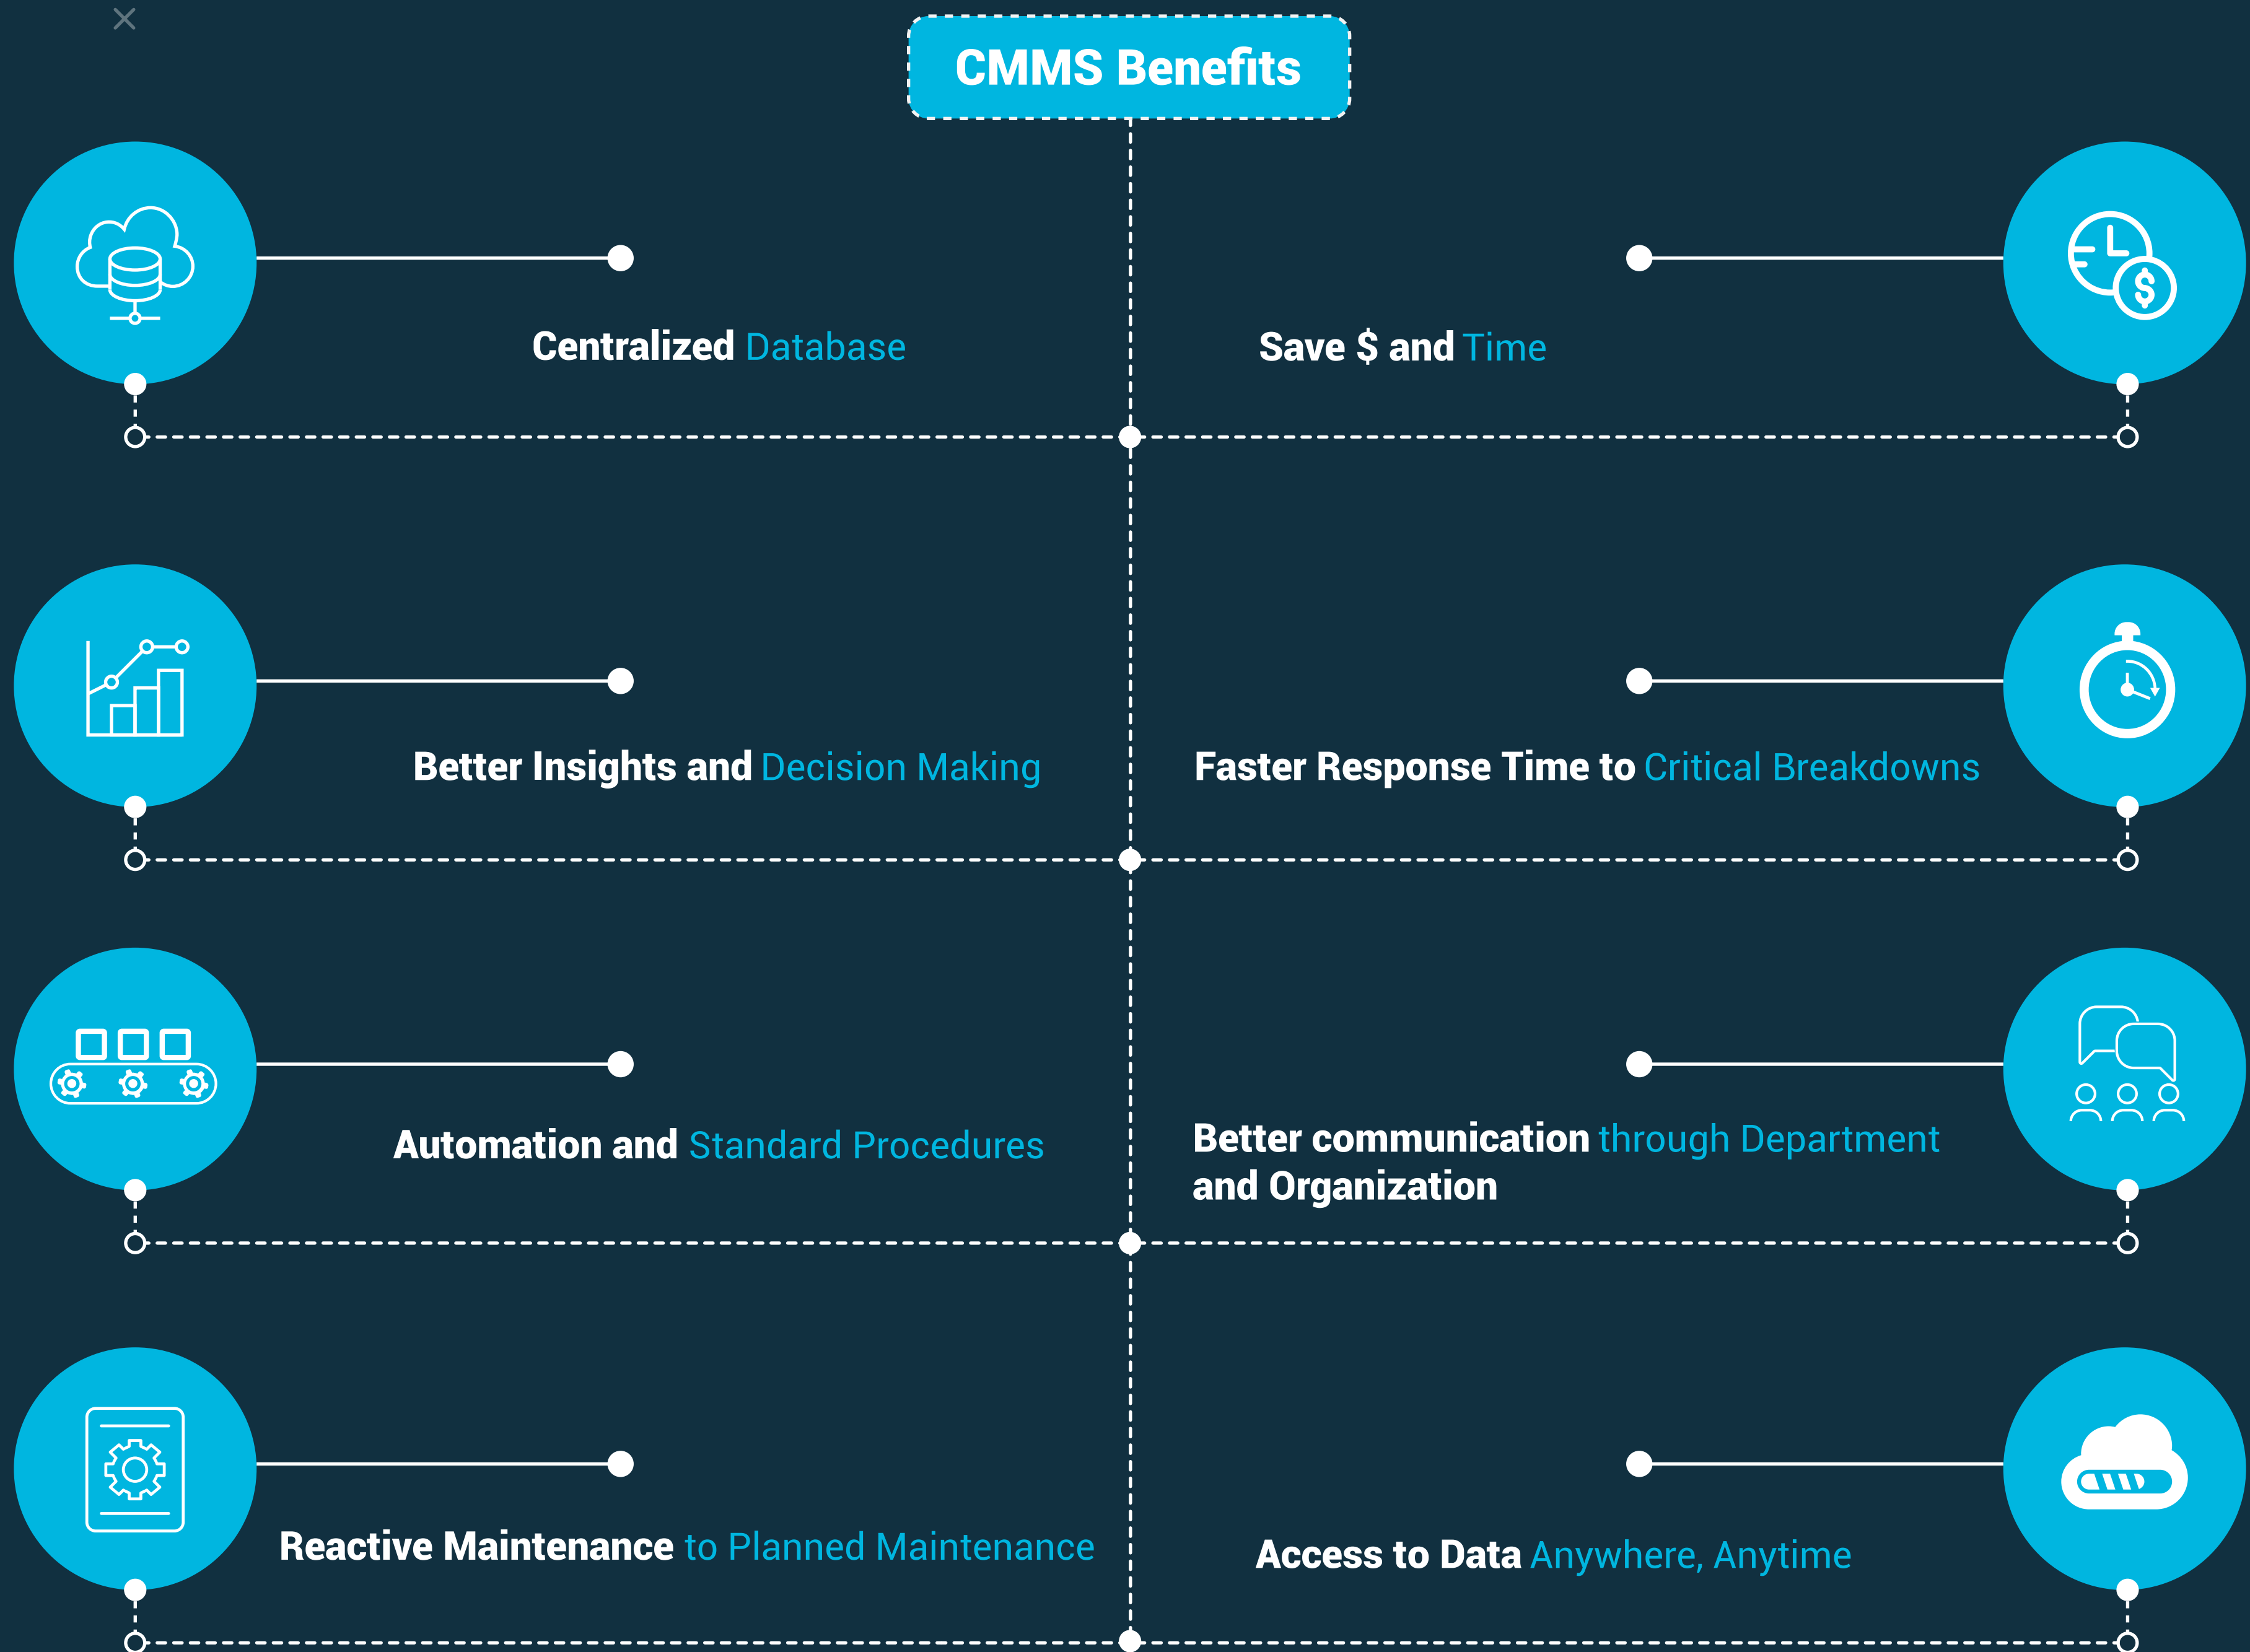 CMMS Benefits
Centralized Database
Save $ and Time
Better Insights and Decision Making
Faster Response Time to Critical Breakdowns
Automation and Standard Procedures
Better communication through Department
and Organization
Reactive Maintenance to Planned Maintenance
Access to Data Anywhere, Anytime